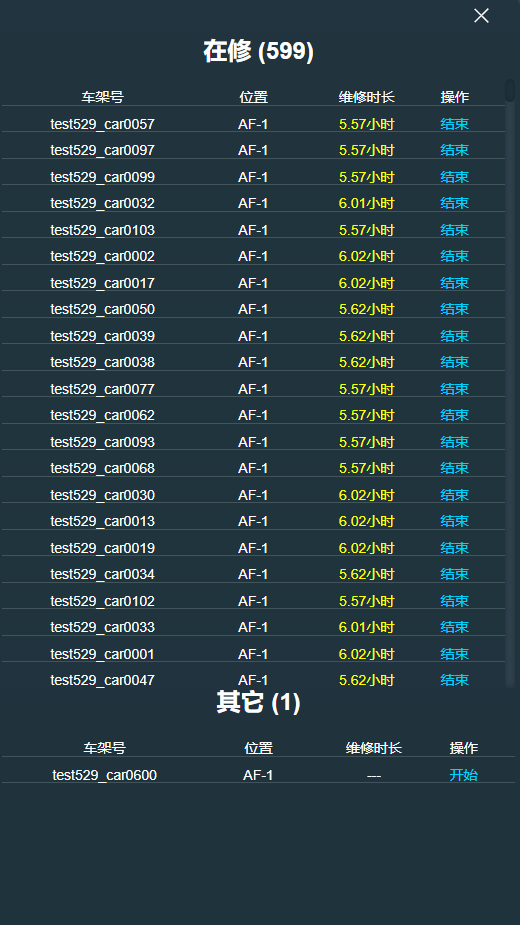 在修 (599)
车架号 位置 维修时长 操作
test529_car0057 AF-1 5.57小时 结束
test529_car0097 AF-1 5.57小时 结束
test529_car0099 AF-1 5.57小时 结束
test529_car0032 AF-1 6.01小时 结束
test529_car0103 AF-1 5.57小时 结束
test529_car0002 AF-1 6.02小时 结束
test529_car0017 AF-1 6.02小时 结束
test529_car0050 AF-1 5.62小时 结束
test529_car0039 AF-1 5.62小时 结束
test529_car0038 AF-1 5.62小时 结束
test529_car0077 AF-1 5.57小时 结束
test529_car0062 AF-1 5.57小时 结束
test529_car0093 AF-1 5.57小时 结束
test529_car0068 AF-1 5.57小时 结束
test529_car0030 AF-1 6.02小时 结束
test529_car0013 AF-1 6.02小时 结束
test529_car0019 AF-1 6.02小时 结束
test529_car0034 AF-1 5.62小时 结束
test529_car0102 AF-1 5.57小时 结束
test529_car0033 AF-1 6.01小时 结束
test529_car0001 AF-1 6.02小时 结束
test529_car0047 AF-1 5.62小时 结束
其它 (1)
车架号 位置 维修时长 操作
test529_car0600 AF-1 --- 开始